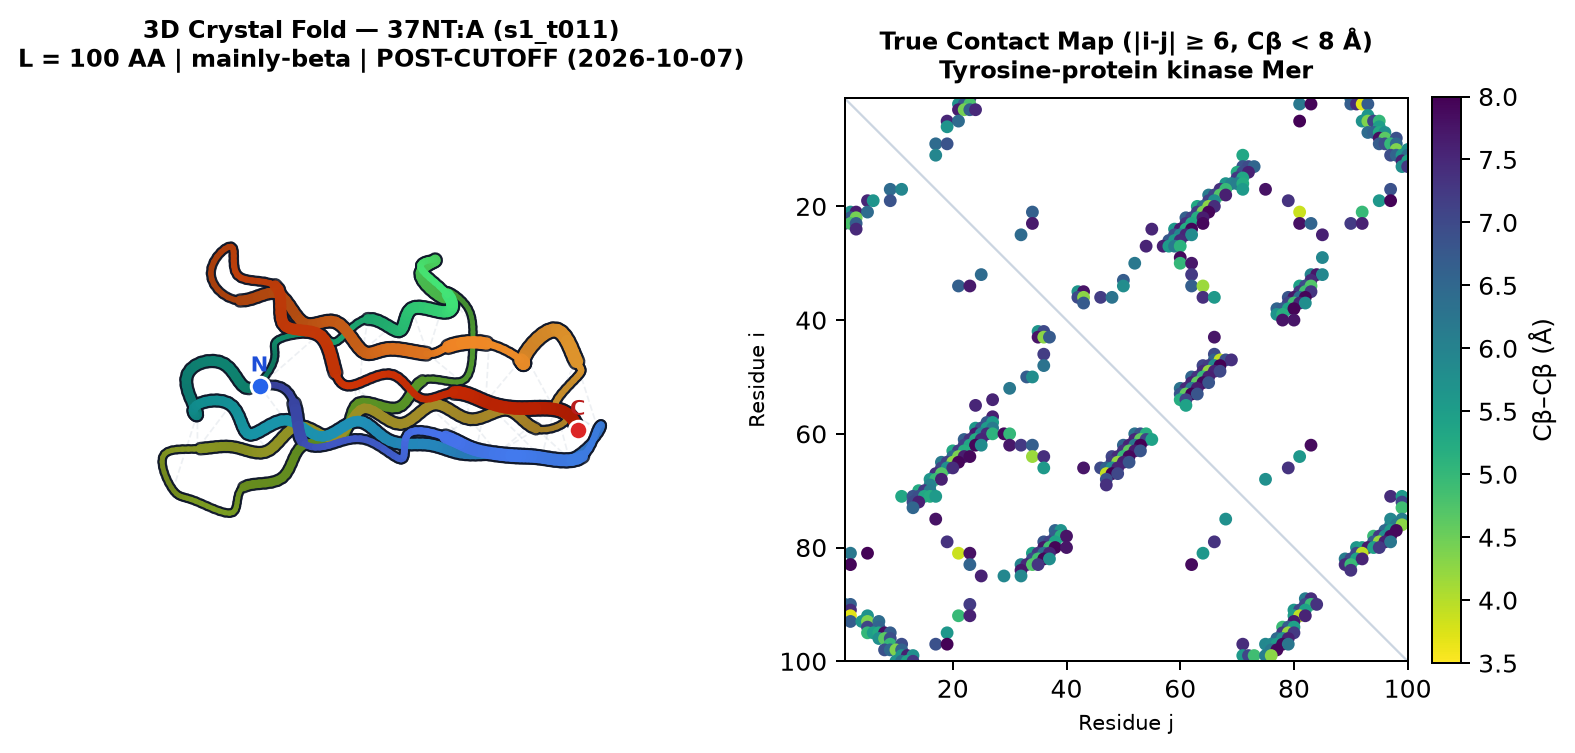 3D Crystal Fold — 37NT:A (s1_t011)
L = 100 AA | mainly-beta | POST-CUTOFF (2026-10-07)
N
C
True Contact Map (|i-j| ≥ 6, Cβ < 8 Å)
Tyrosine-protein kinase Mer
Residue i
20
40
60
80
100
20
40
60
80
100
Residue j
8.0
7.5
7.0
6.5
6.0
5.5
5.0
4.5
4.0
3.5
Cβ–Cβ (Å)